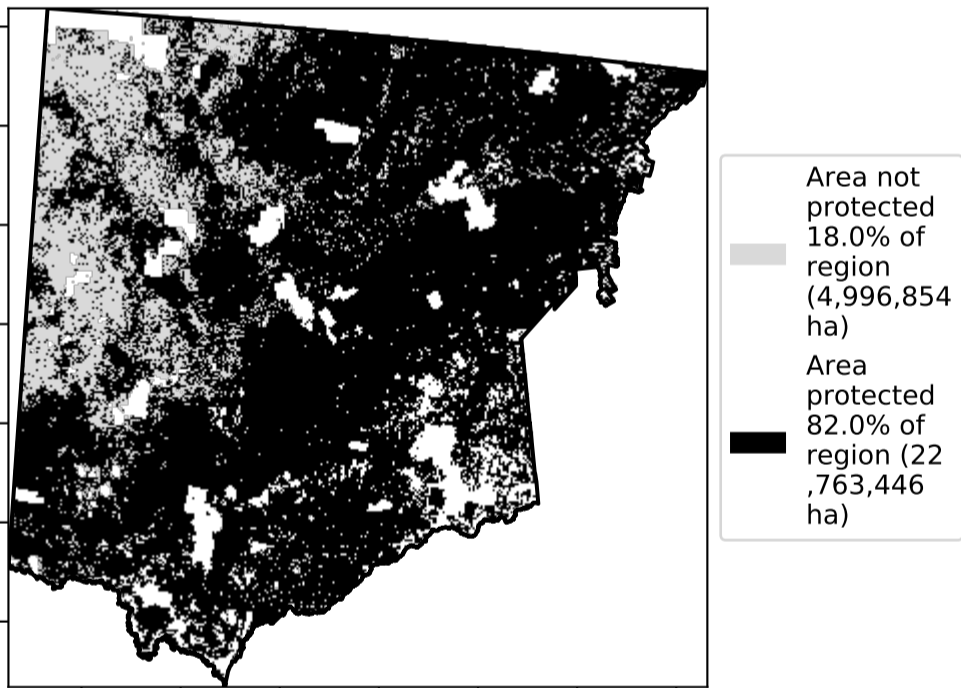 Area not
protected
18.0% of
region
(4,996,854
ha)
Area
protected
82.0% of
region (22
,763,446
ha)